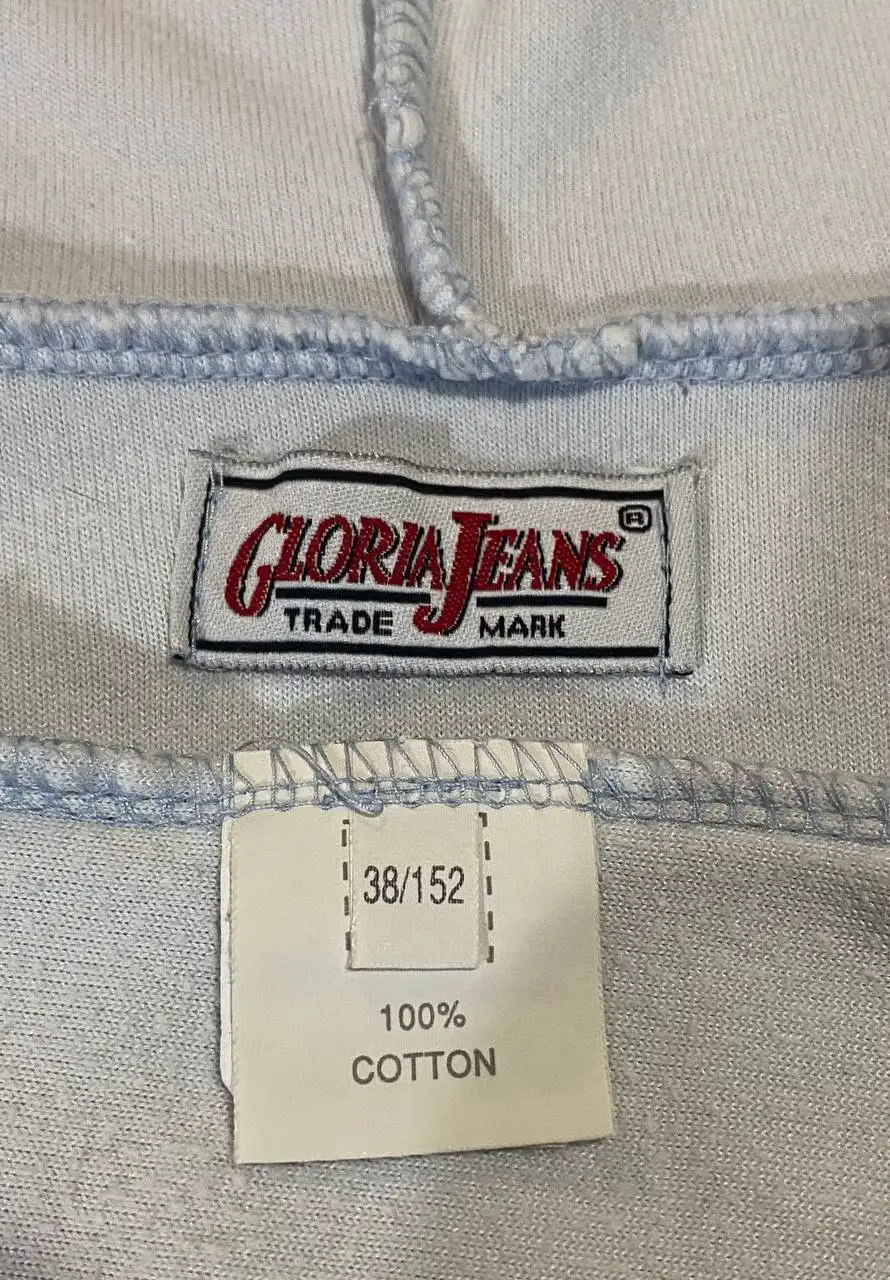 GLORIA JEANS ®
TRADE MARK
38/152
100%
COTTON